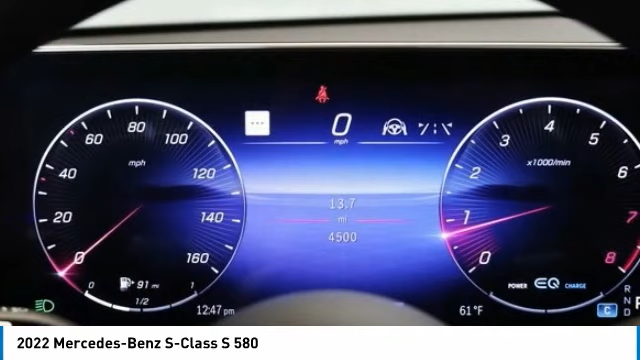 0
mph
60 80 100
40 mph 120
20 140
0 160
91 mi
0 1/2 1
12:47 pm
13.7
mi
4500
4
3 5
x1000/min
2 6
1 7
0 8
POWER EQ CHARGE
61 °F
C
R
N
D
P
2022 Mercedes-Benz S-Class S 580